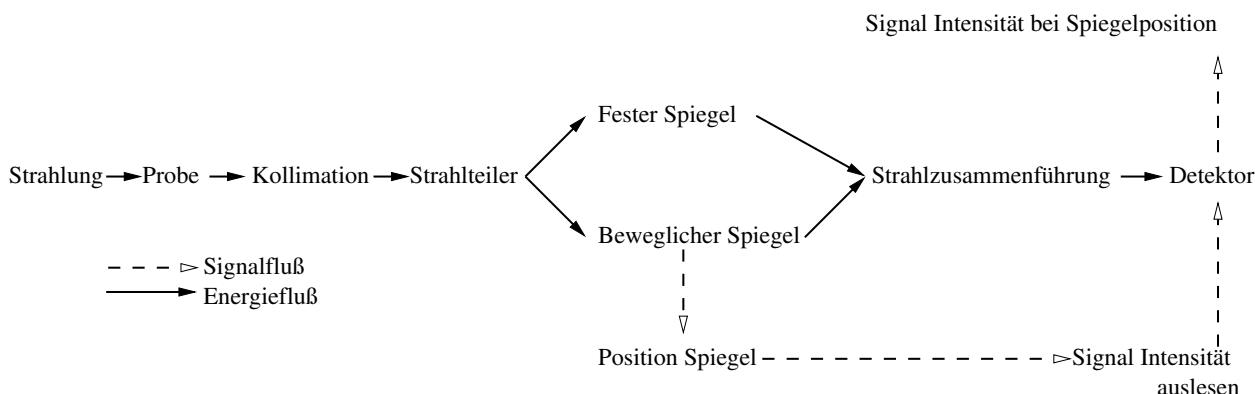 Signal Intensität bei Spiegelposition
Fester Spiegel
Strahlung Probe Kollimation Strahlteiler Strahlzusammenführung Detektor
Beweglicher Spiegel
Signalfluß
Energiefluß
Position Spiegel Signal Intensität
auslesen